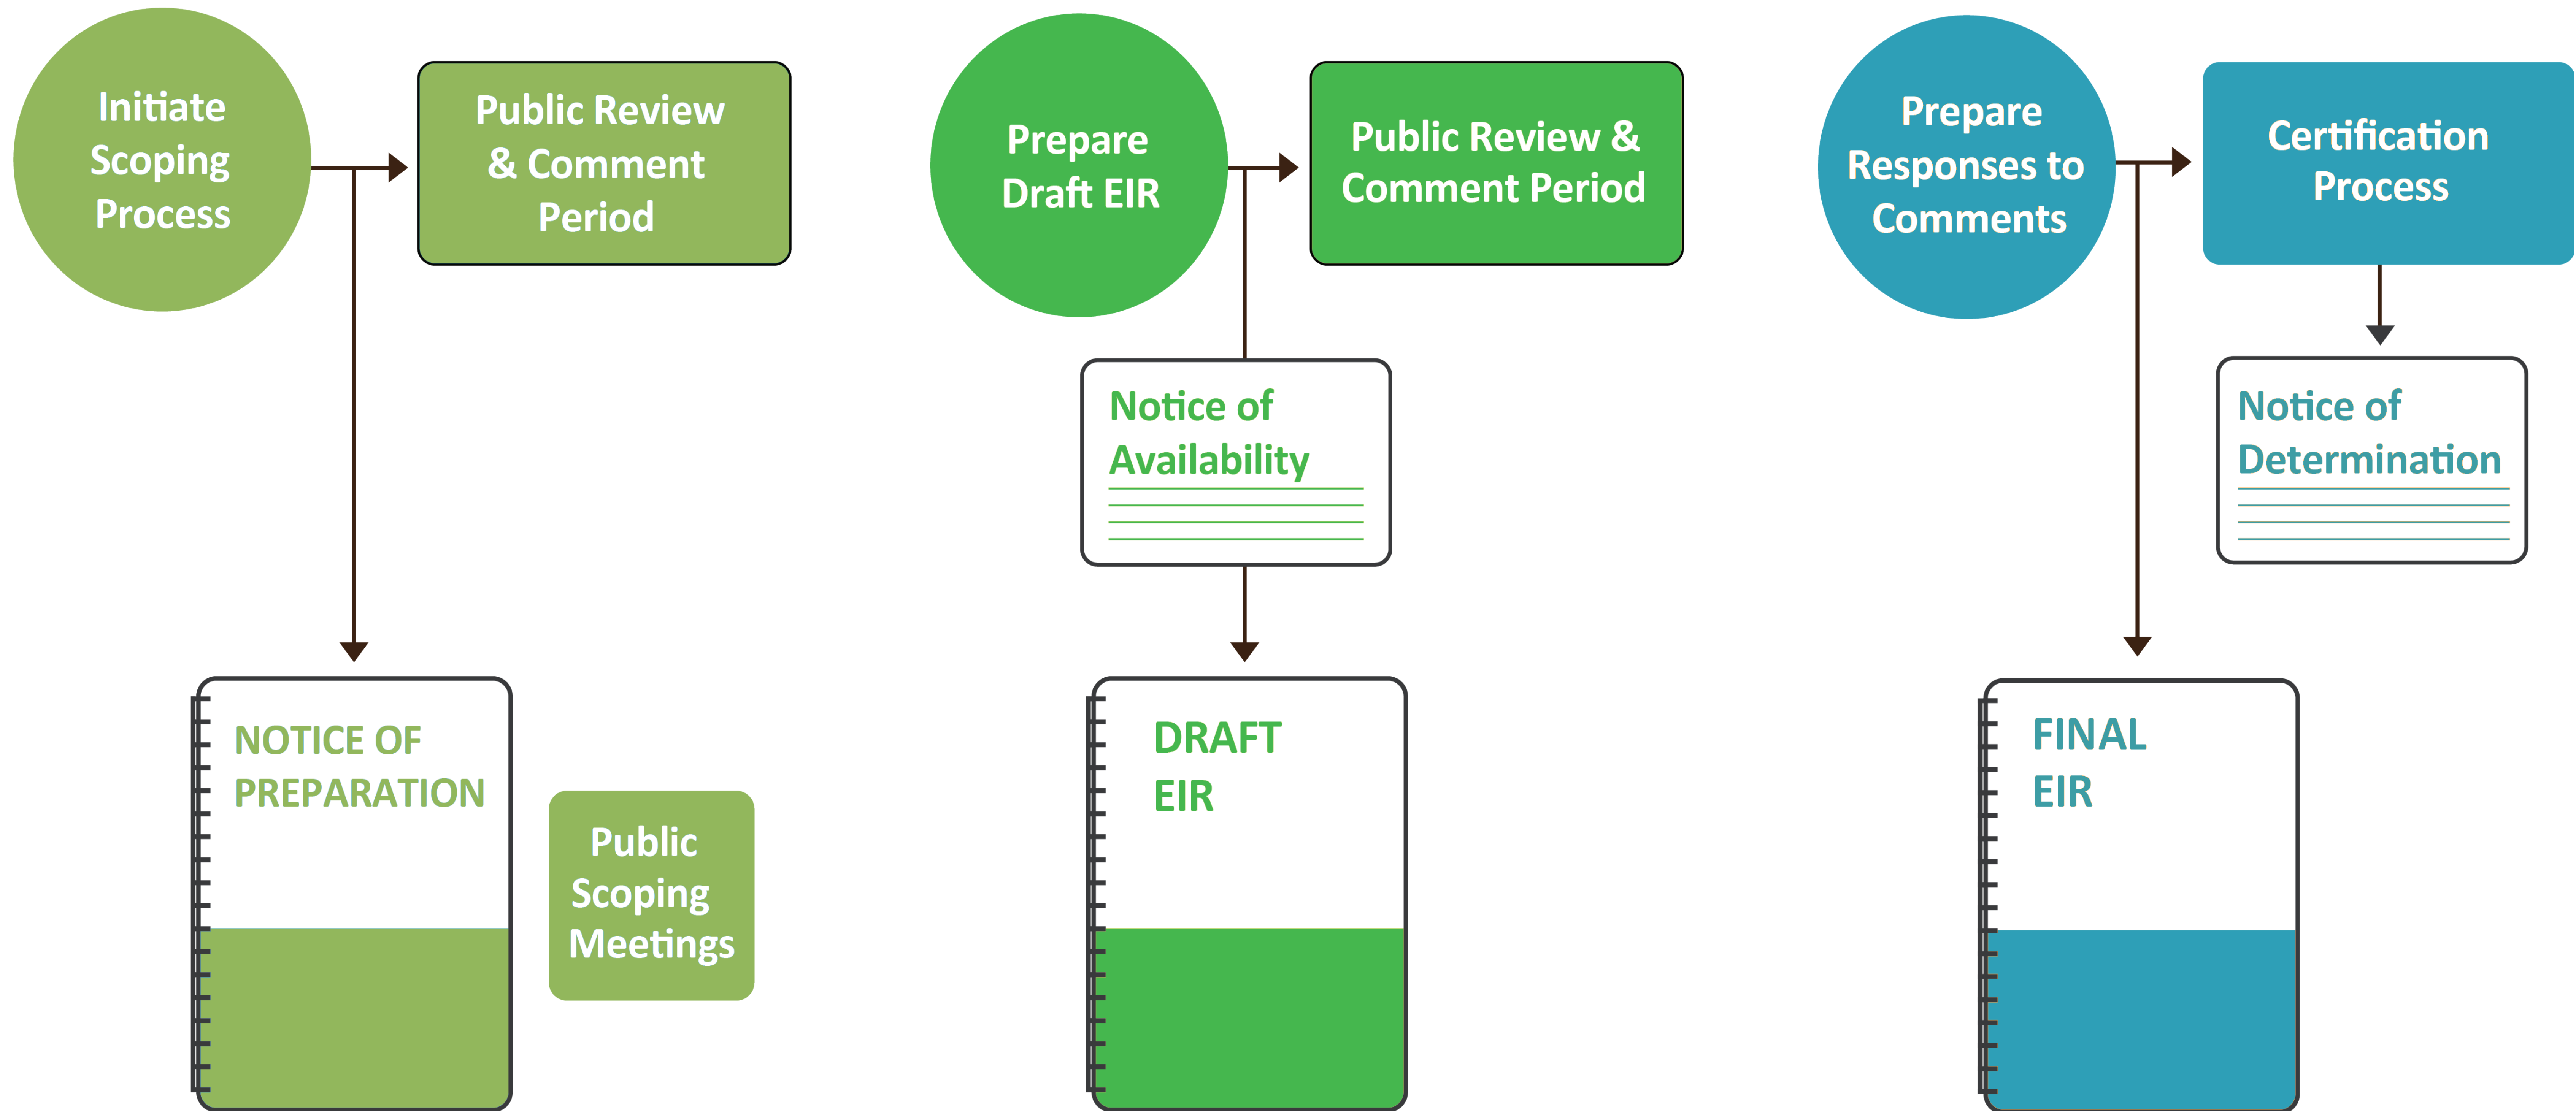 Initiate
Scoping
Process
Public Review
& Comment
Period
NOTICE OF
PREPARATION
Public
Scoping
Meetings
Prepare
Draft EIR
Public Review &
Comment Period
Notice of
Availability
DRAFT
EIR
Prepare
Responses to
Comments
Certification
Process
Notice of
Determination
FINAL
EIR